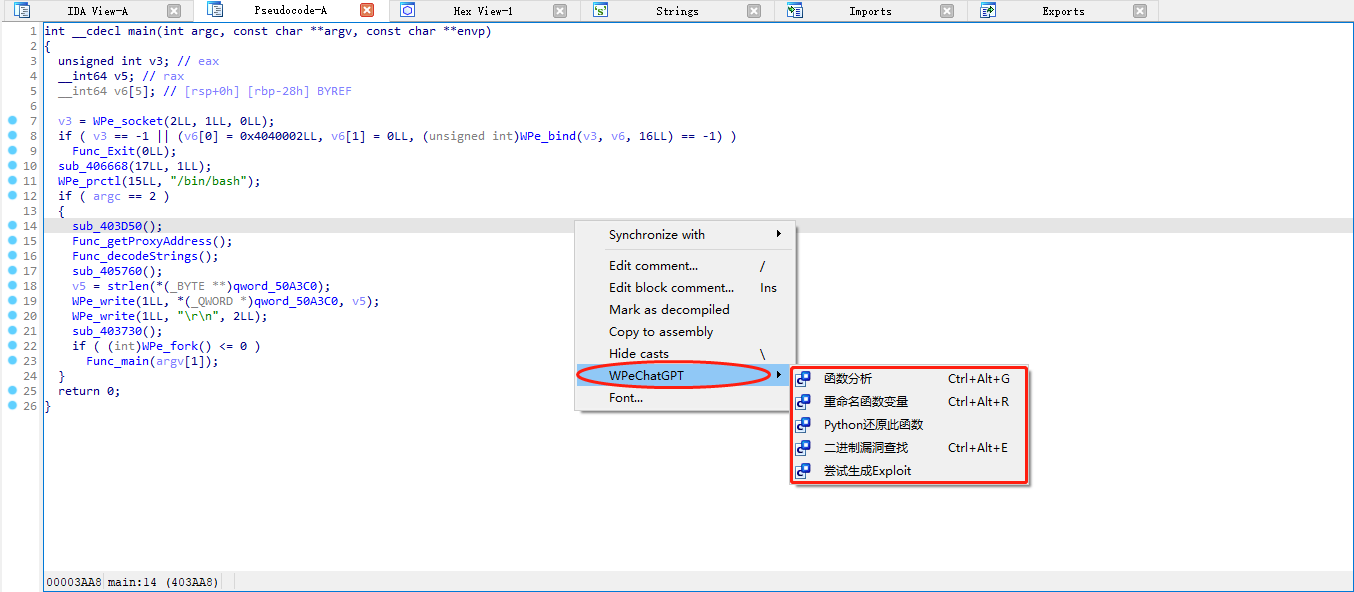 IDA View-A
Pseudocode-A
Hex View-1
Strings
Imports
Exports
1 int __cdecl main(int argc, const char **argv, const char **envp)
2 {
3 unsigned int v3; // eax
4 __int64 v5; // rax
5 __int64 v6[5]; // [rsp+0h] [rbp-28h] BYREF
6
7 v3 = WPe_socket(2LL, 1LL, 0LL);
8 if ( v3 == -1 || (v6[0] = 0x4040002LL, v6[1] = 0LL, (unsigned int)WPe_bind(v3, v6, 16LL) == -1) )
9 Func_Exit(0LL);
10 sub_406668(17LL, 1LL);
11 WPe_prctl(15LL, "/bin/bash");
12 if ( argc == 2 )
13 {
14 sub_403D50();
15 Func_getProxyAddress();
16 Func_decodeStrings();
17 sub_405760();
18 v5 = strlen(*(_BYTE **)qword_50A3C0);
19 WPe_write(1LL, *(_QWORD *)qword_50A3C0, v5);
20 WPe_write(1LL, "\r\n", 2LL);
21 sub_403730();
22 if ( (int)WPe_fork() <= 0 )
23 Func_main(argv[1]);
24 }
25 return 0;
26 }
Synchronize with
Edit comment... /
Edit block comment... Ins
Mark as decompiled
Copy to assembly
Hide casts \
WPeChatGPT
Font...
函数分析 Ctrl+Alt+G
重命名函数变量 Ctrl+Alt+R
Python还原此函数
二进制漏洞查找 Ctrl+Alt+E
尝试生成Exploit
00003AA8 main:14 (403AA8)